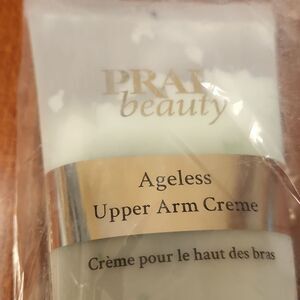 PRAI
beauty
Ageless
Upper Arm Creme
Crème pour le haut des bras